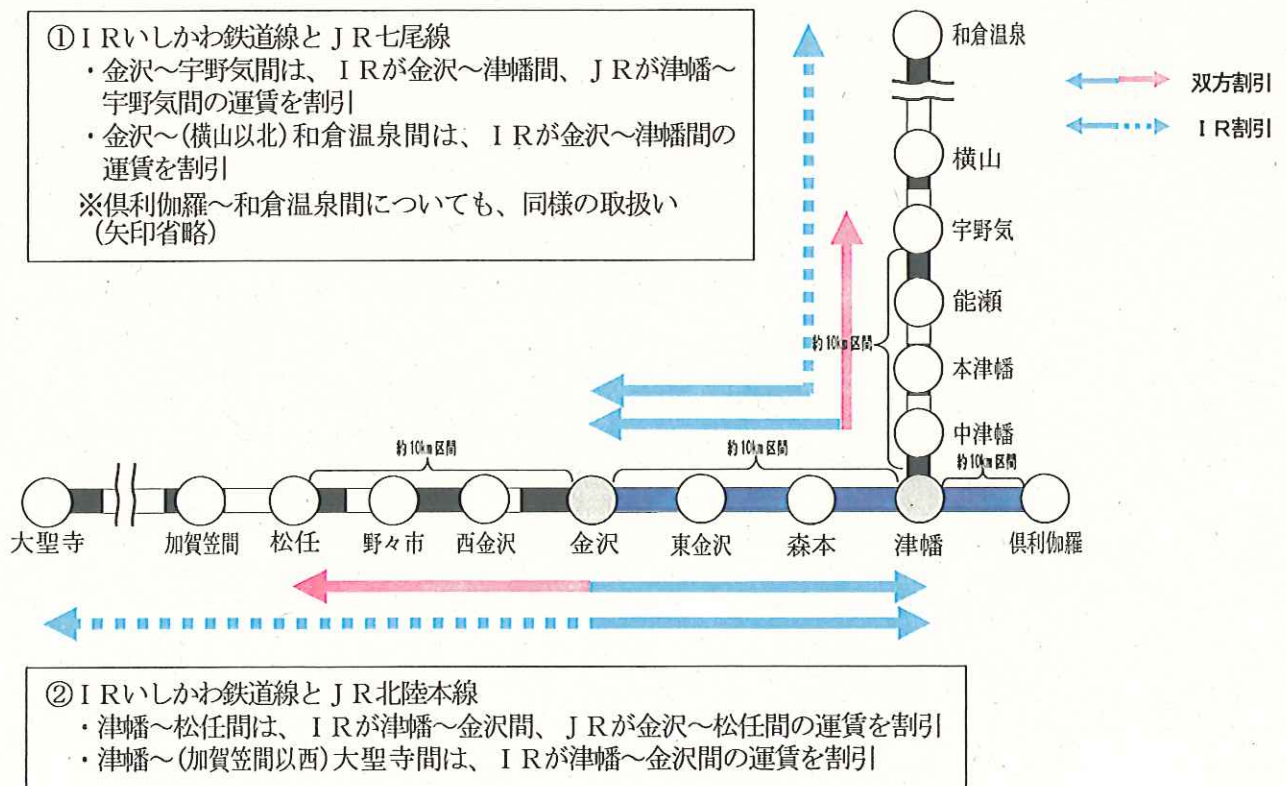 ①ＩＲいしかわ鉄道線とＪＲ七尾線
・金沢～宇野気間は、ＩＲが金沢～津幡間、ＪＲが津幡～
宇野気間の運賃を割引
・金沢～(横山以北)和倉温泉間は、ＩＲが金沢～津幡間の
運賃を割引
※倶利伽羅～和倉温泉間についても、同様の取扱い
(矢印省略)
和倉温泉
双方割引
ＩＲ割引
横山
宇野気
能瀬
約10km区間
本津幡
中津幡
約10km区間
約10km区間
約10km区間
大聖寺
加賀笠間
松任
野々市
西金沢
金沢
東金沢
森本
津幡
倶利伽羅
②ＩＲいしかわ鉄道線とＪＲ北陸本線
・津幡～松任間は、ＩＲが津幡～金沢間、ＪＲが金沢～松任間の運賃を割引
・津幡～(加賀笠間以西)大聖寺間は、ＩＲが津幡～金沢間の運賃を割引